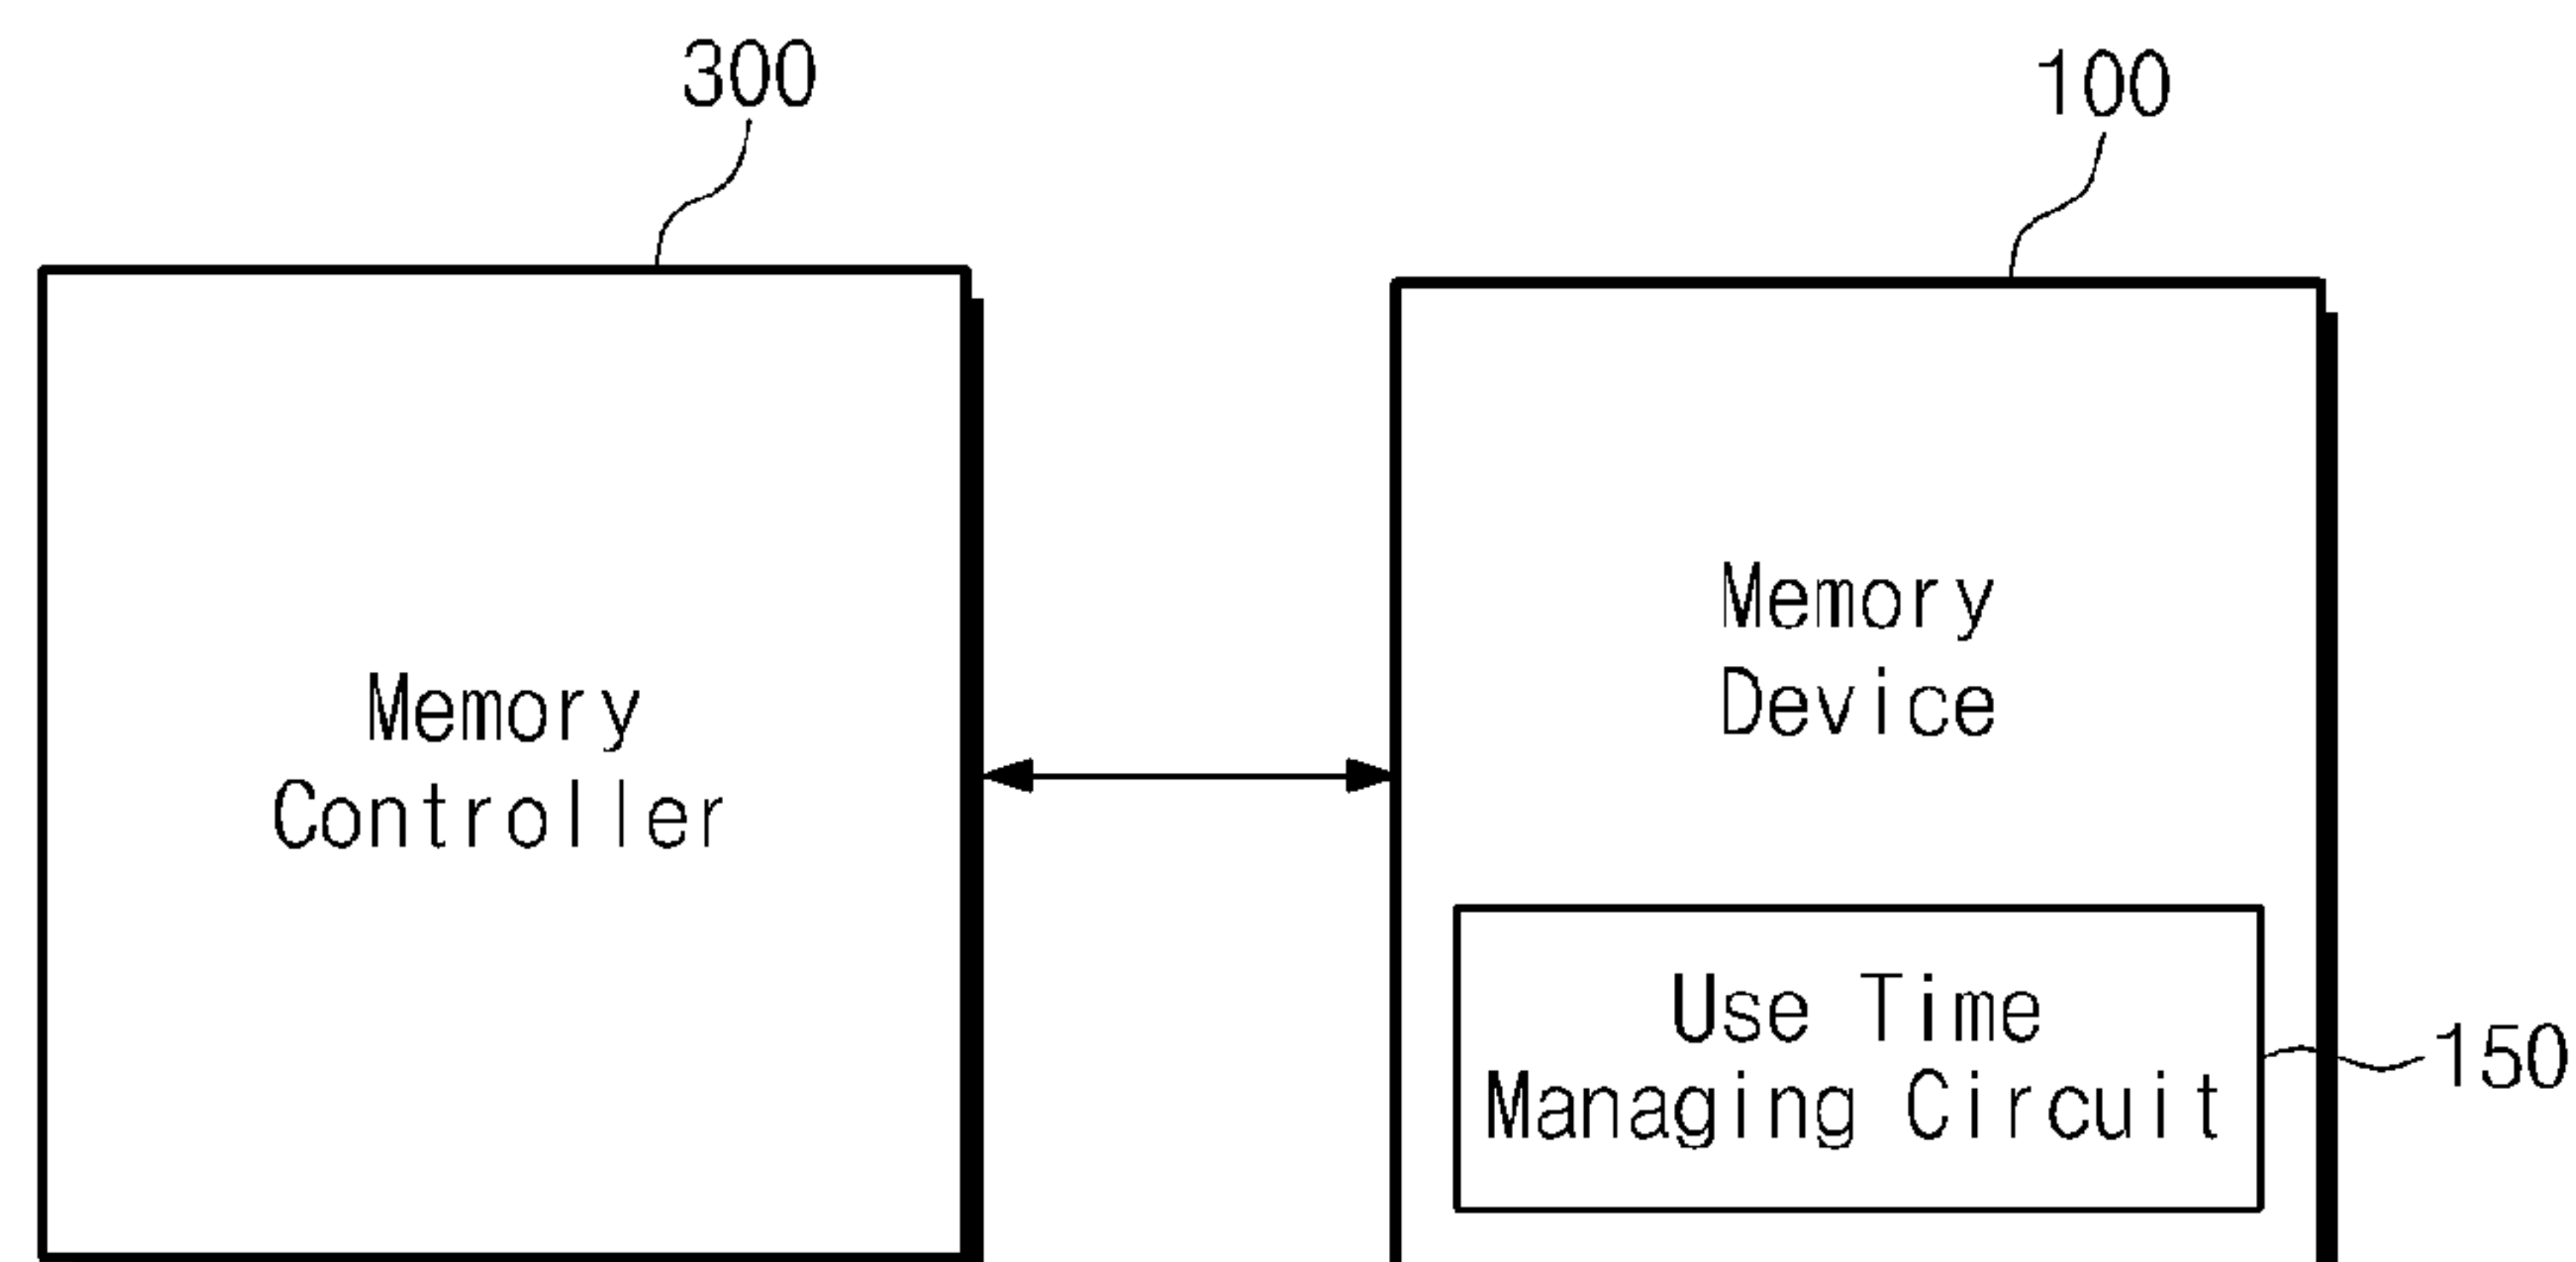 300
100
Memory
Controller
Memory
Device
Use Time
Managing Circuit
150